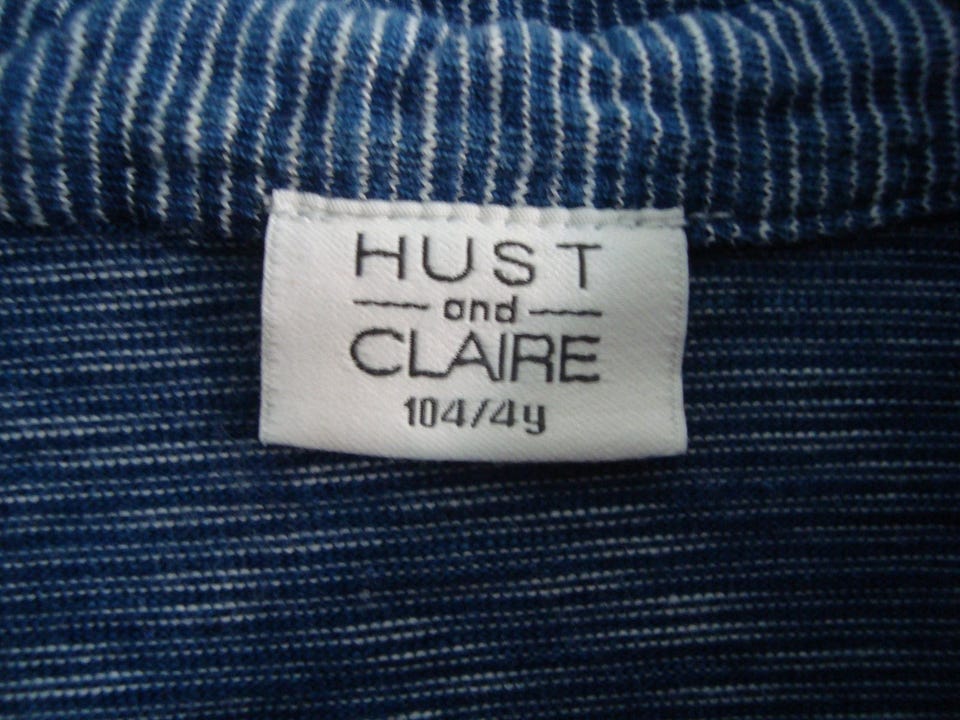 HUST
and
CLAIRE
104/4y